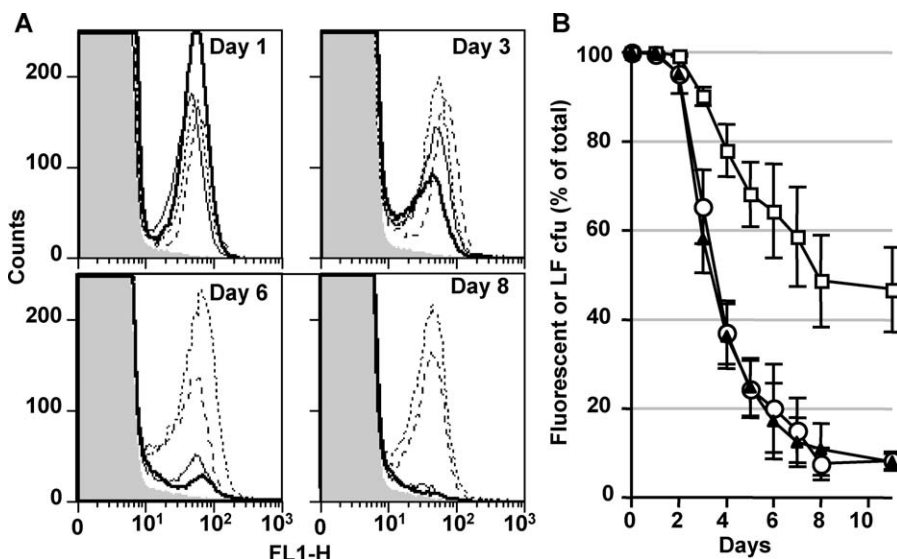 A
Day 1
Day 3
200
100
0
Counts
Day 6
Day 8
200
100
0
0 10¹ 10² 10³ 0 10¹ 10² 10³
FL1-H
B
Fluorescent or LF cfu (% of total)
100
80
60
40
20
0
0 2 4 6 8 10
Days